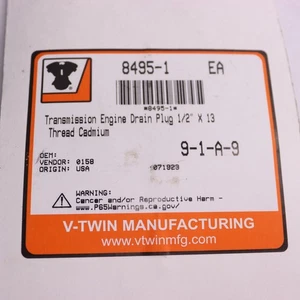 8495-1 EA
*8495-1*
Transmission Engine Drain Plug 1/2" X 13
Thread Cadmium
9-1-A-9
OEM:
VENDOR: 0158
ORIGIN: USA
071823
WARNING:
Cancer and/or Reproductive Harm -
www.P65Warnings.ca.gov/
V-TWIN MANUFACTURING
www.vtwinmfg.com